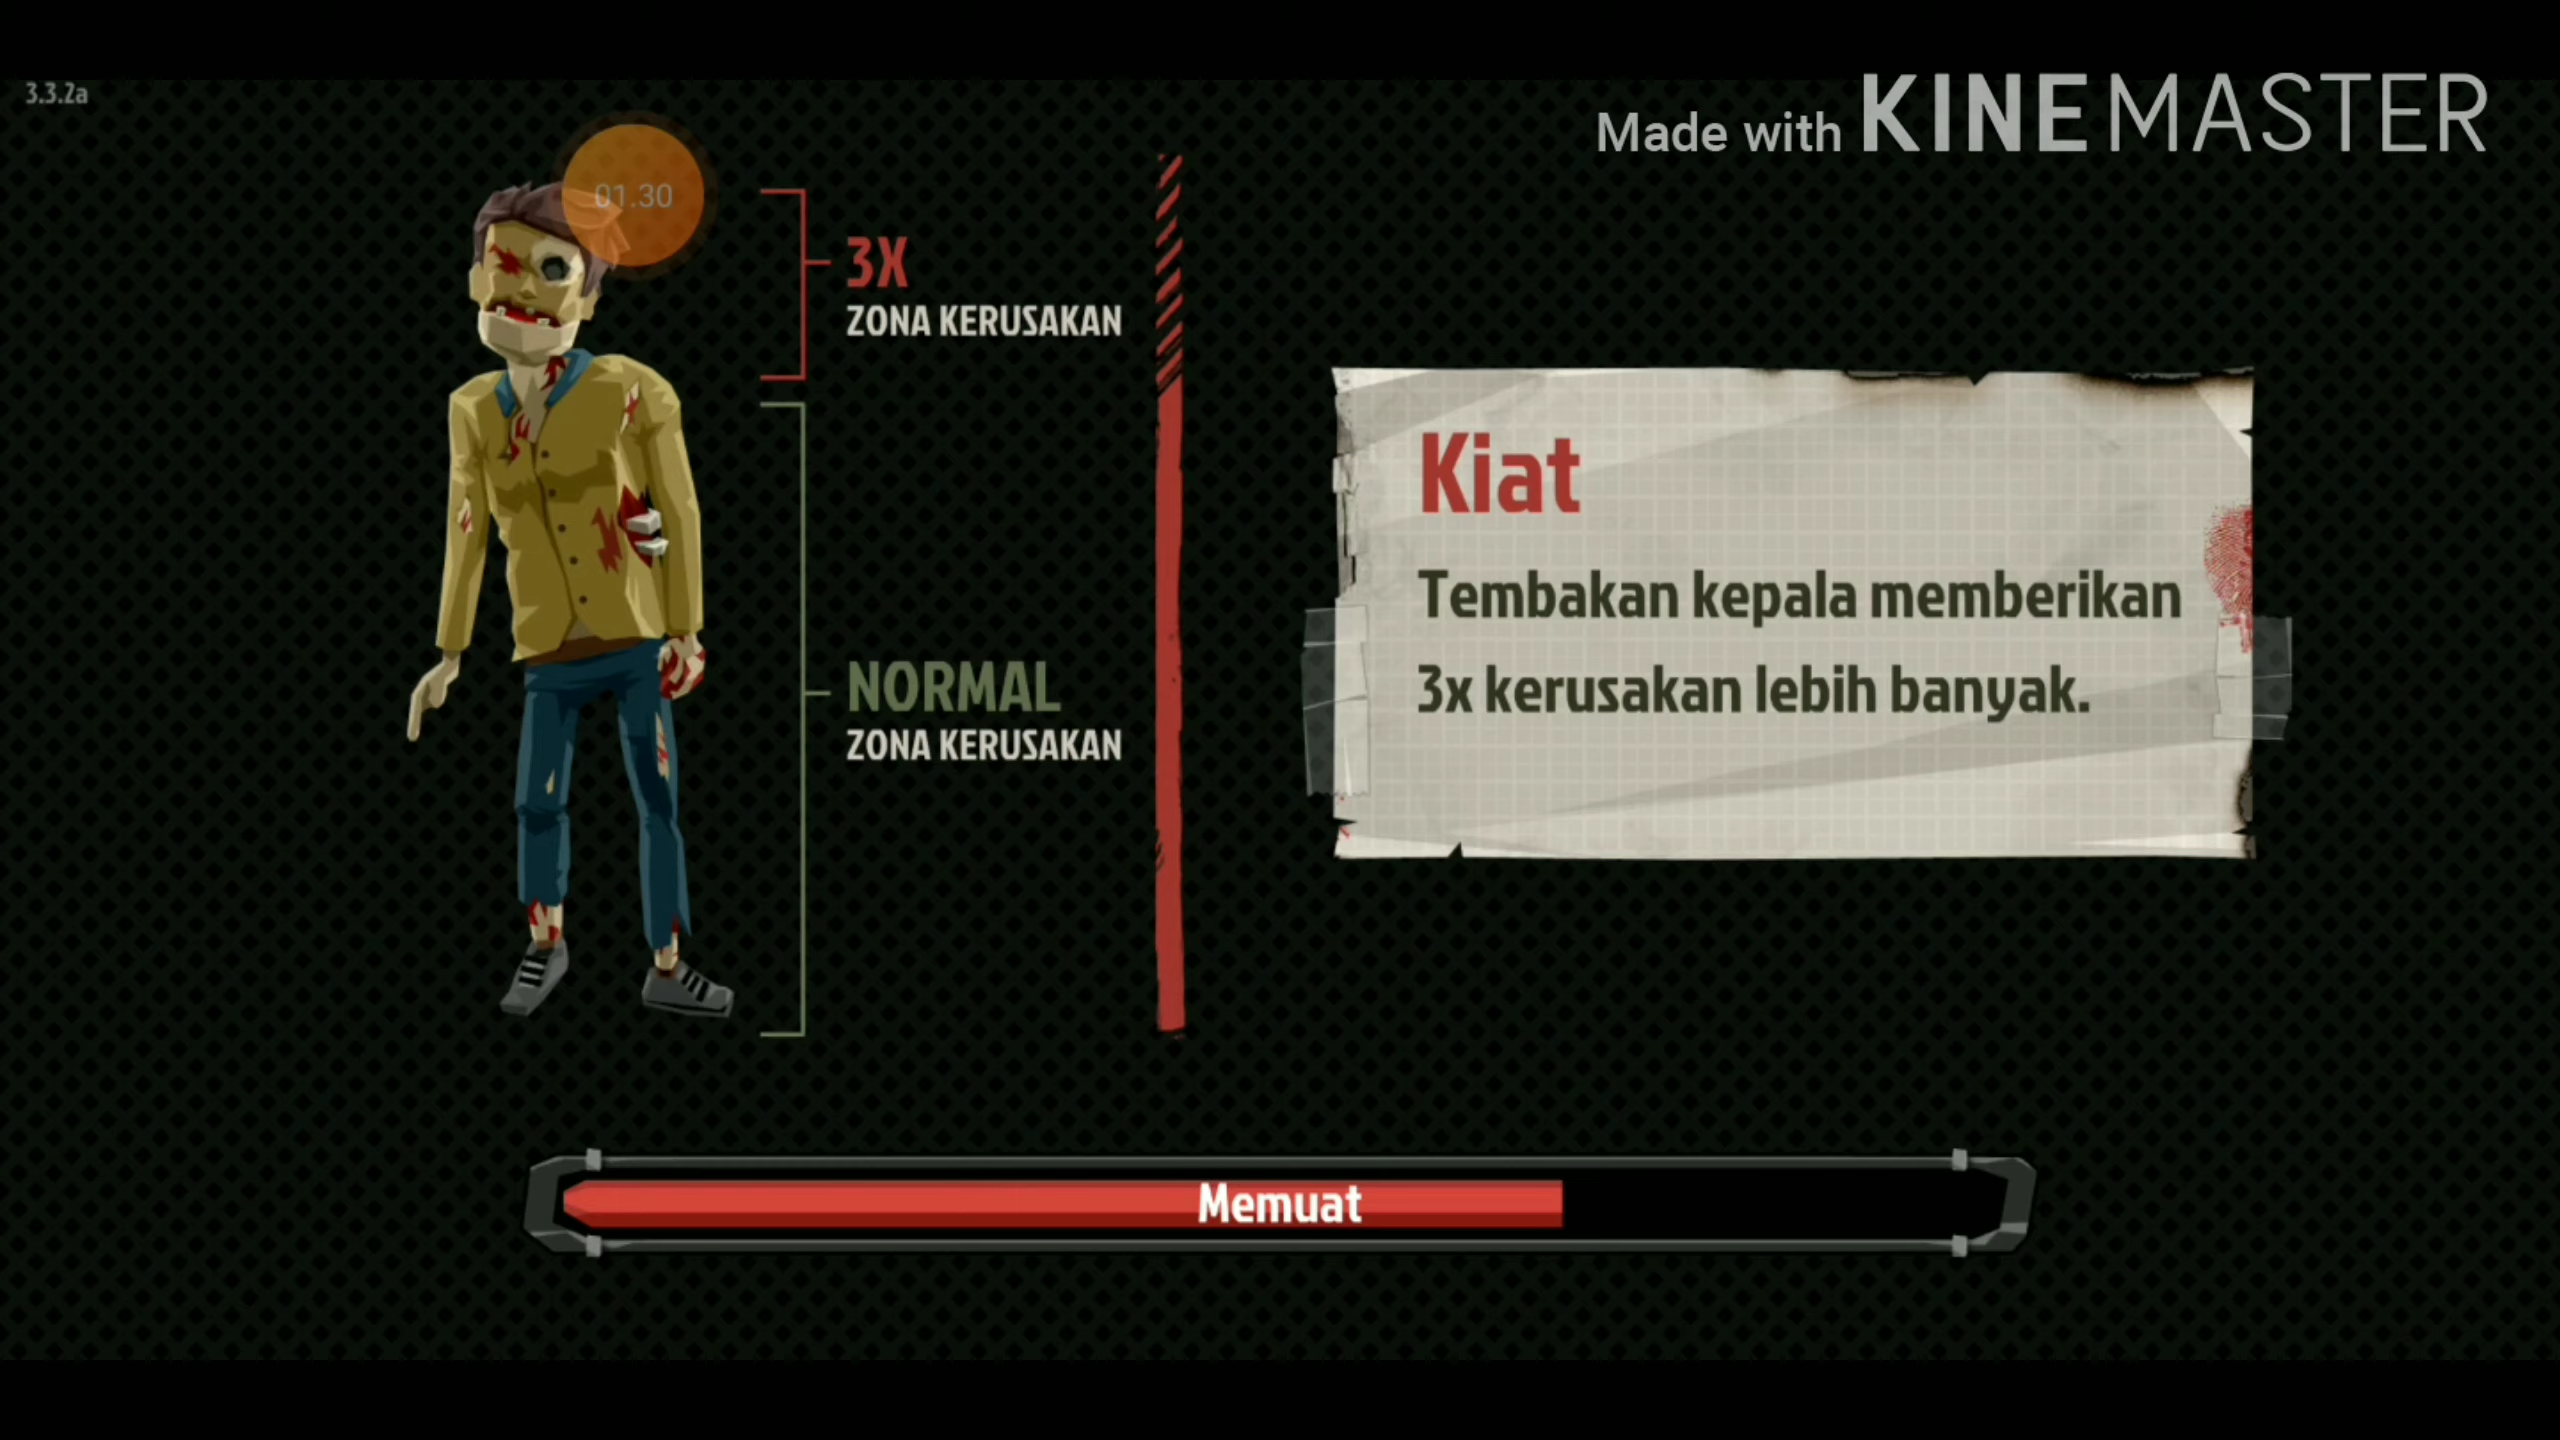 3.3.2a
Made with KINEMASTER
01.30
3X
ZONA KERUSAKAN
NORMAL
ZONA KERUSAKAN
Kiat
Tembakan kepala memberikan
3x kerusakan lebih banyak.
Memuat